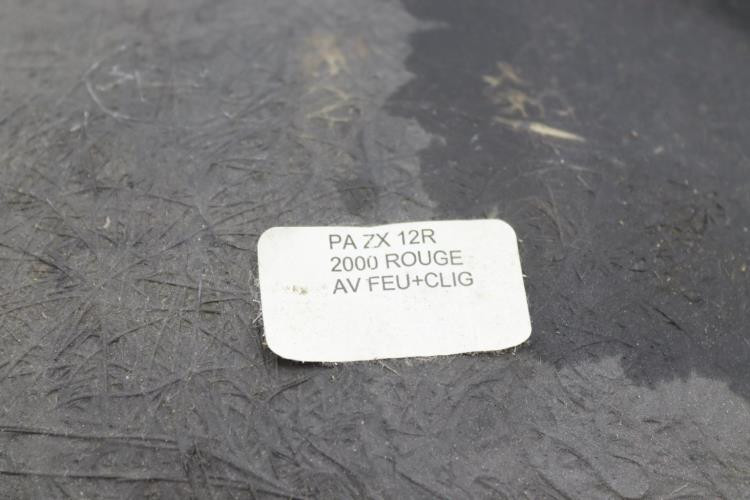 PA ZX 12R
2000 ROUGE
AV FEU+CLIG